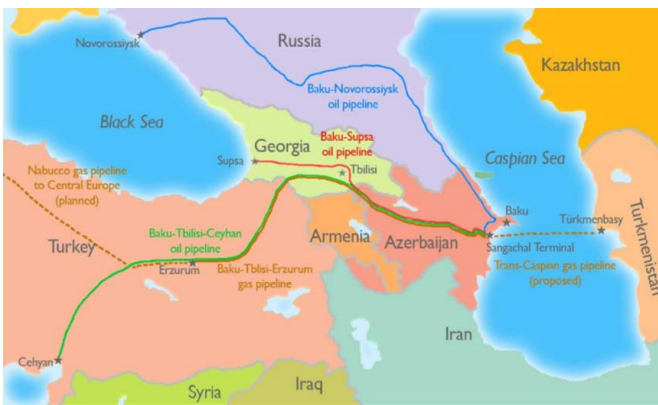 Novorossiysk
Russia
Kazakhstan
Baku-Novorossiysk
oil pipeline
Black Sea
Baku-Supsa
oil pipeline
Georgia
Supsa
Tbilisi
Caspian Sea
Nabucco gas pipeline
to Central Europe
(planned)
Baku
Türkmenbasy
Turkmenistan
Turkey
Baku-Tbilisi-Ceyhan
oil pipeline
Armenia
Azerbaijan
Sangachal Terminal
Erzurum
Baku-Tblisi-Erzurum
gas pipeline
Trans-Caspian gas pipeline
(proposed)
Iran
Cehyan
Syria
Iraq